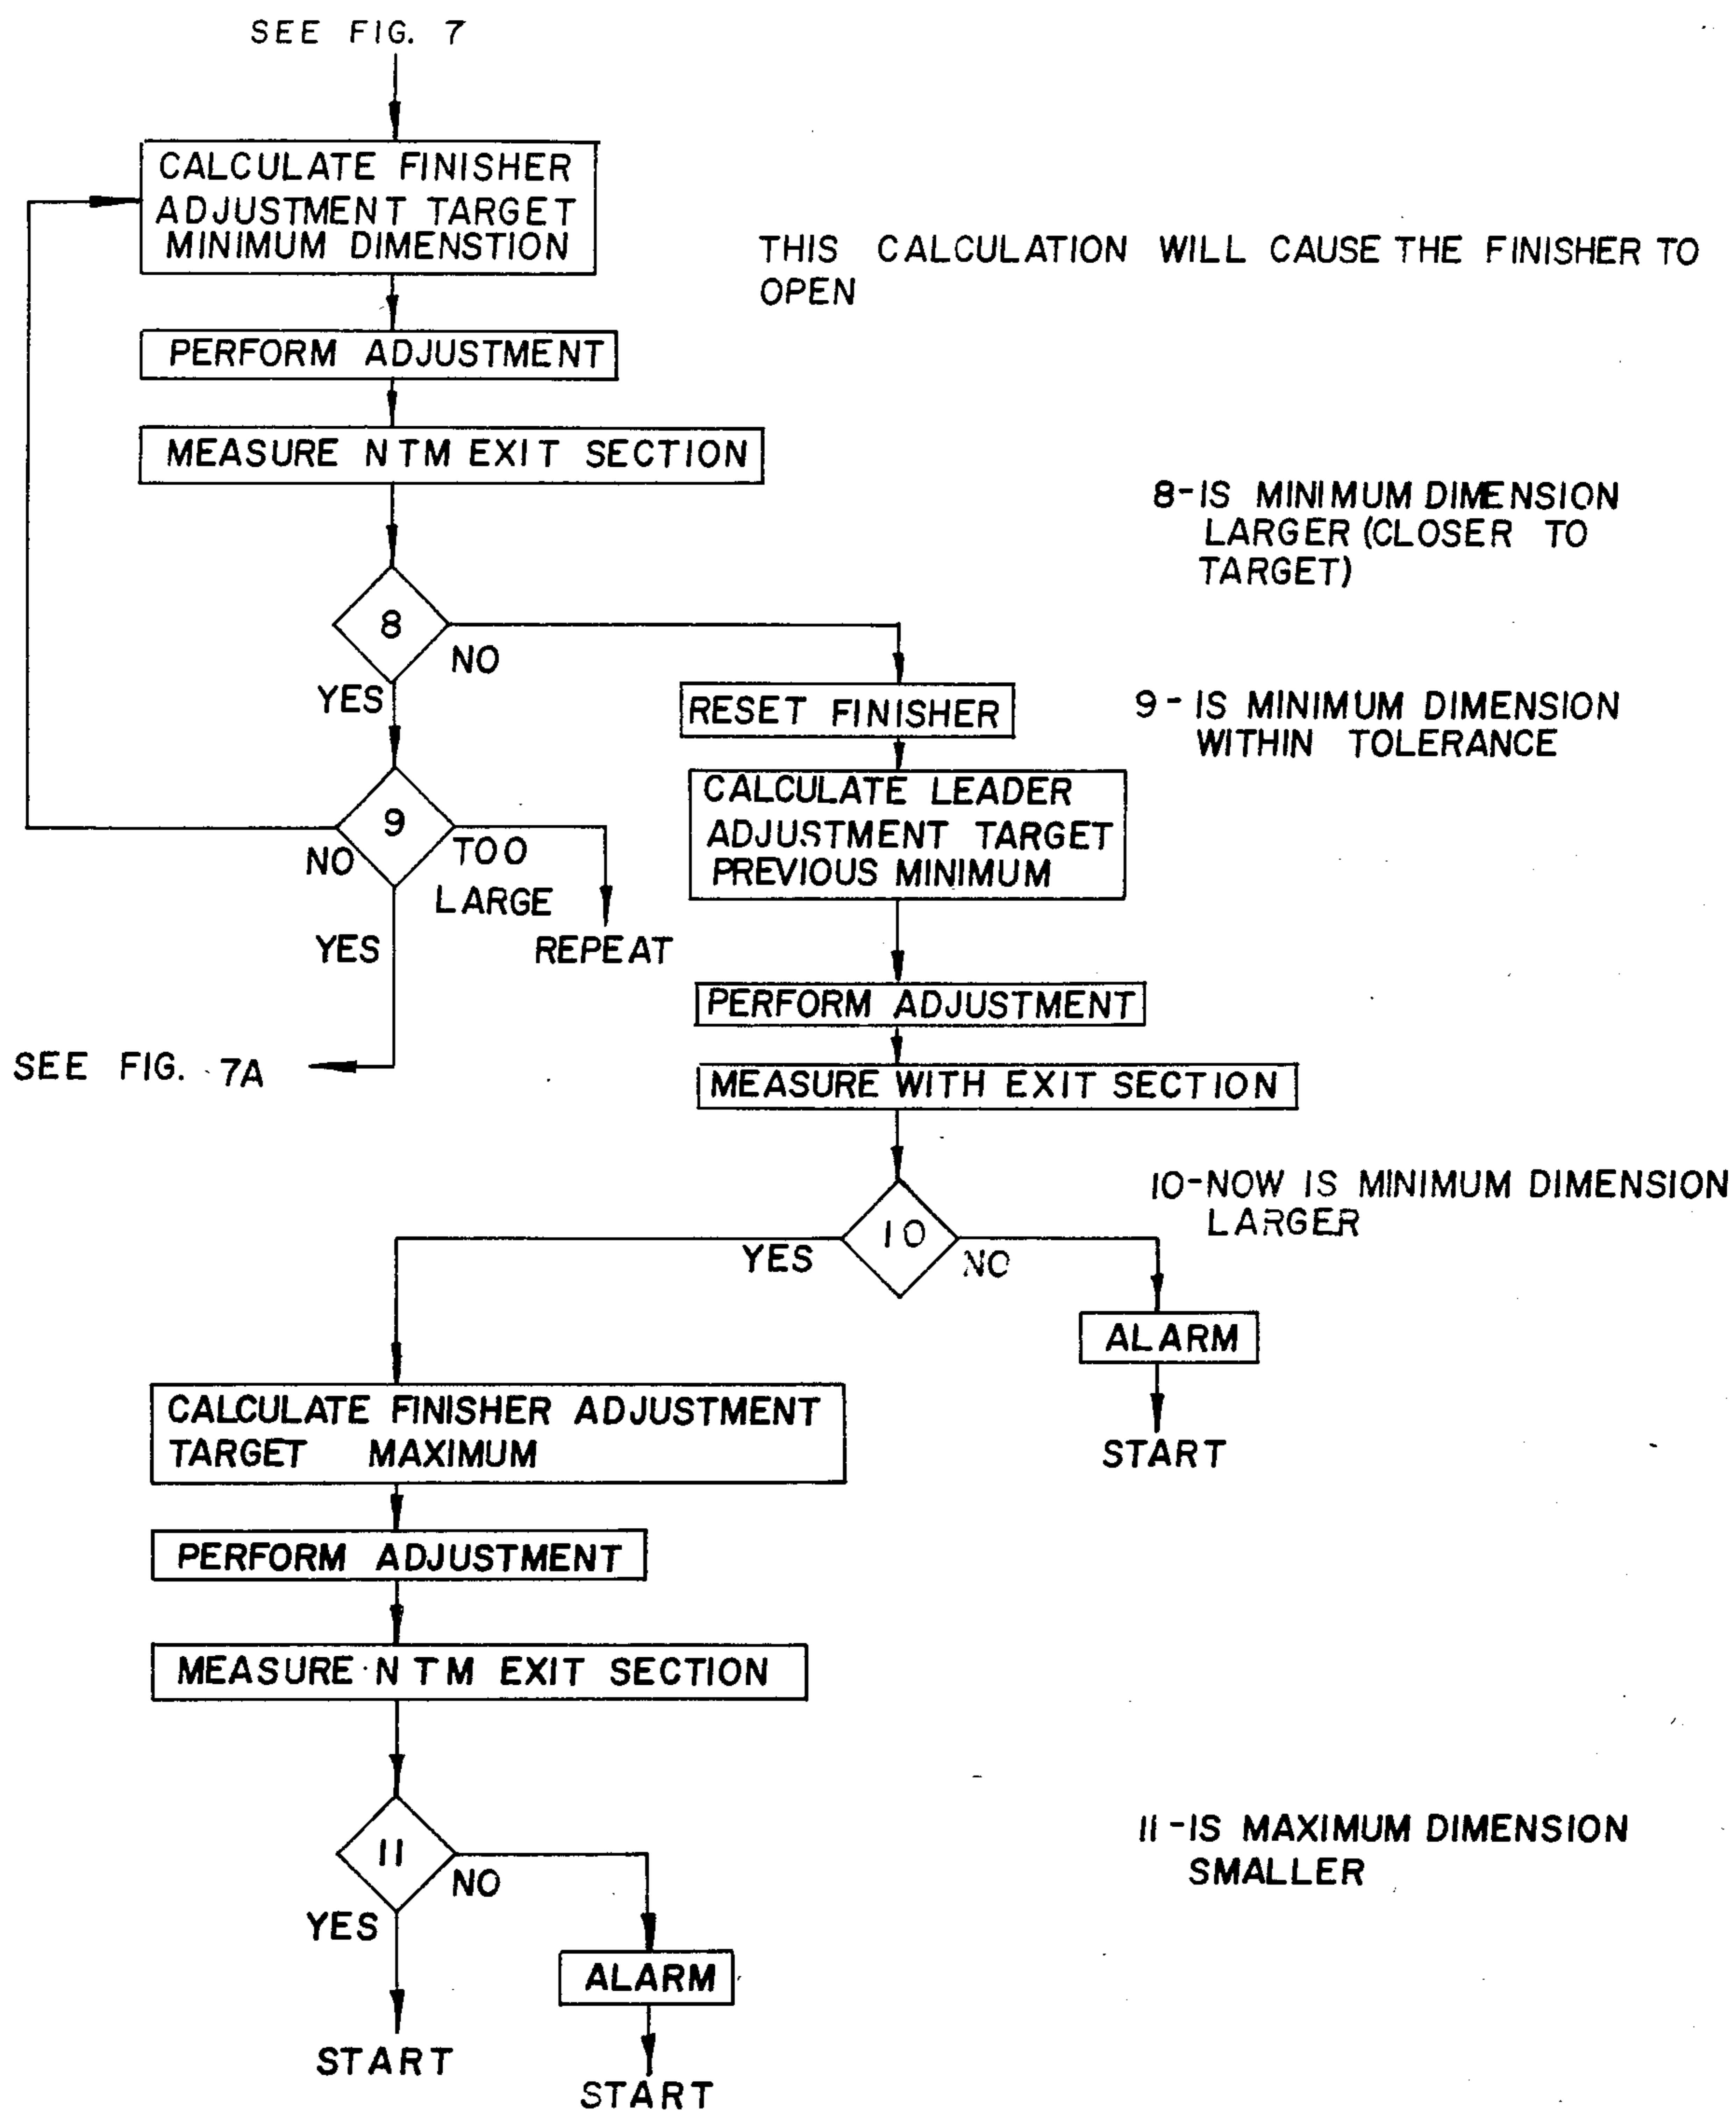 SEE FIG. 7
CALCULATE FINISHER
ADJUSTMENT TARGET
MINIMUM DIMENSTION
THIS CALCULATION WILL CAUSE THE FINISHER TO
OPEN
PERFORM ADJUSTMENT
MEASURE NTM EXIT SECTION
8-IS MINIMUM DIMENSION
LARGER (CLOSER TO
TARGET)
8
NO
YES
RESET FINISHER
9- IS MINIMUM DIMENSION
WITHIN TOLERANCE
CALCULATE LEADER
ADJUSTMENT TARGET
PREVIOUS MINIMUM
9
NO
TOO
LARGE
YES
REPEAT
PERFORM ADJUSTMENT
SEE FIG. 7A
MEASURE WITH EXIT SECTION
10-NOW IS MINIMUM DIMENSION
LARGER
10
YES
NO
ALARM
START
CALCULATE FINISHER ADJUSTMENT
TARGET MAXIMUM
PERFORM ADJUSTMENT
MEASURE NTM EXIT SECTION
11-IS MAXIMUM DIMENSION
SMALLER
11
NO
YES
ALARM
START
START